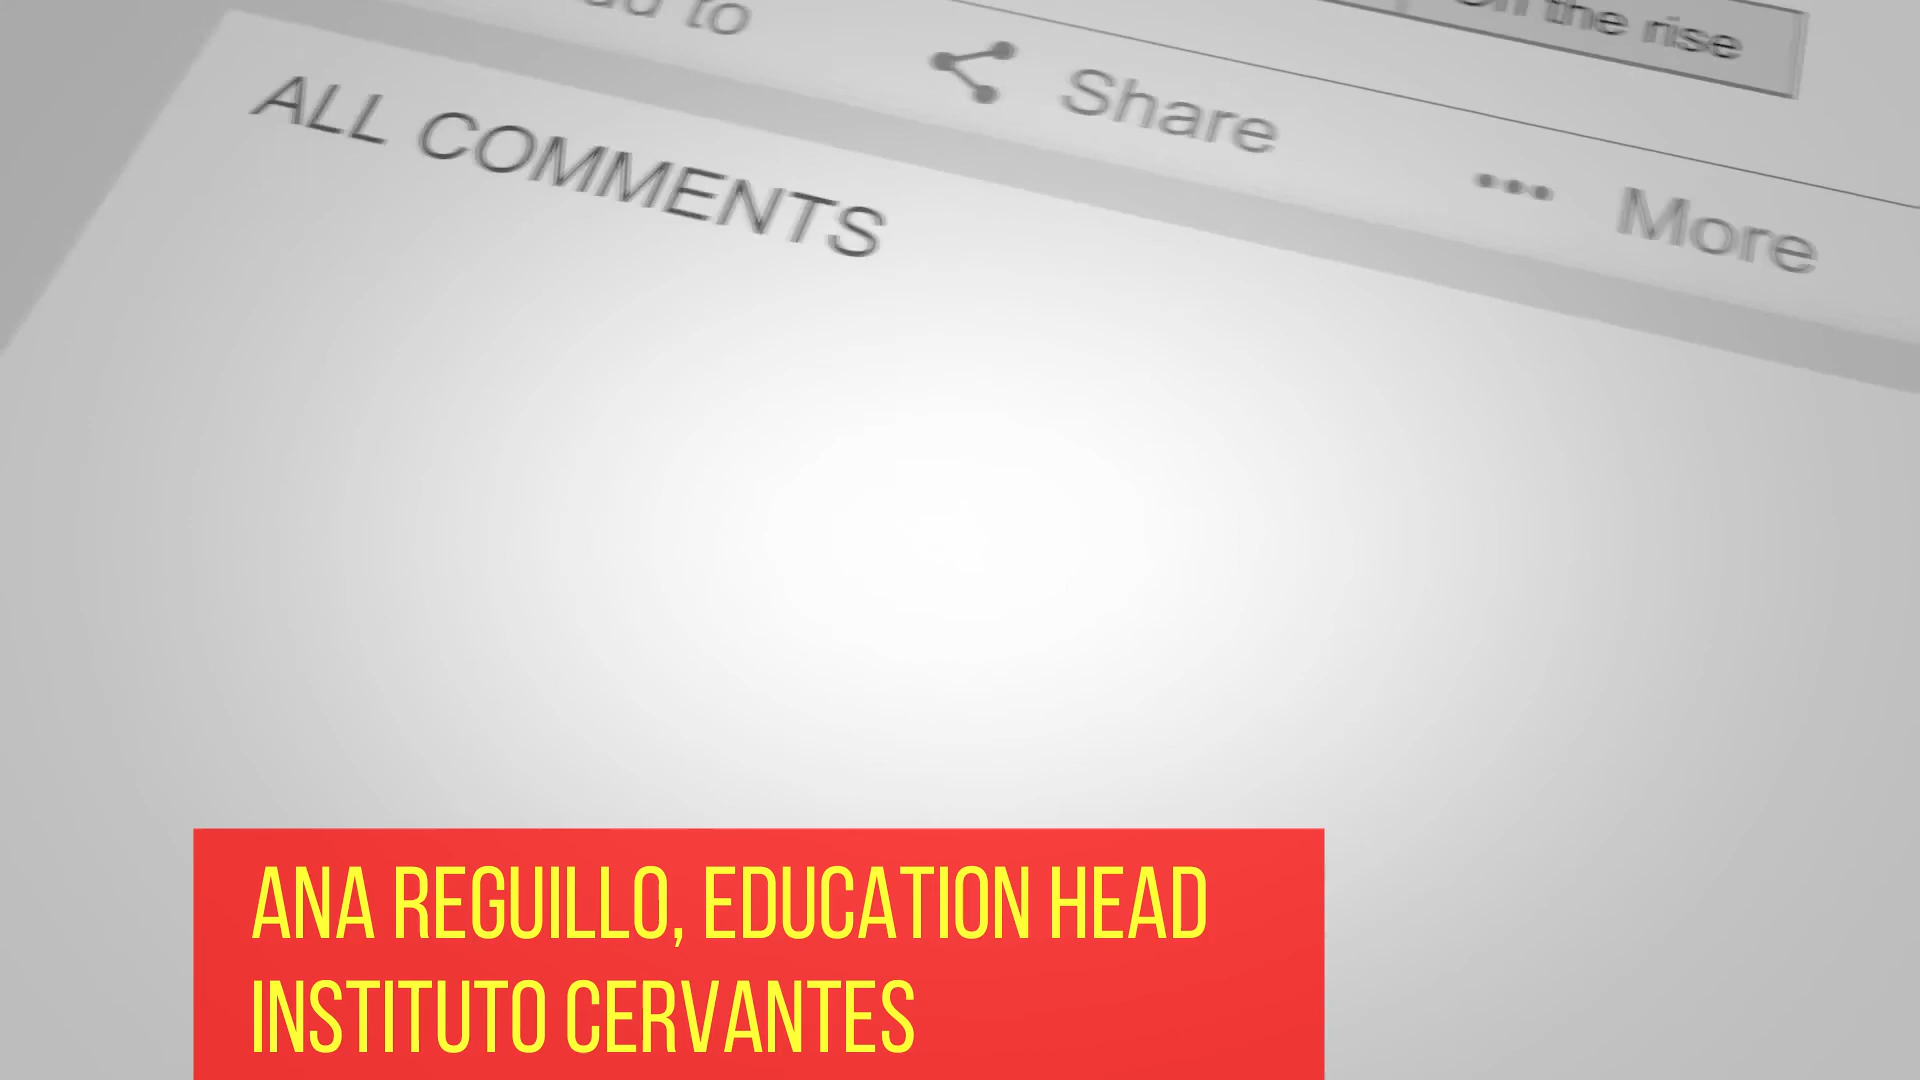 to
On the rise
Share
More
ALL COMMENTS
ANA REGUILLO, EDUCATION HEAD
INSTITUTO CERVANTES